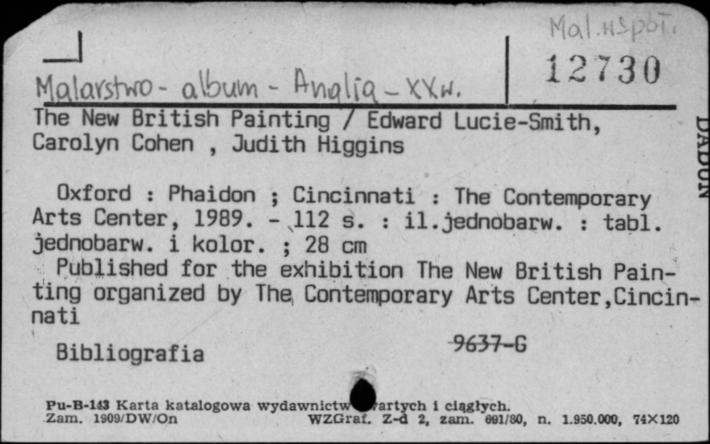 Mal. wspoł.
12730
Malarstwo - album - Anglia - XX w.
The New British Painting / Edward Lucie-Smith,
Carolyn Cohen , Judith Higgins
Oxford : Phaidon ; Cincinnati : The Contemporary
Arts Center, 1989. - 112 s. : il.jednobarw. : tabl.
jednobarw. i kolor. ; 28 cm
Published for the exhibition The New British Pain-
ting organized by The Contemporary Arts Center,Cincin-
nati
Bibliografia
9637-G
Pu-B-143 Karta katalogowa wydawnictw artych i ciągłych.
Zam. 1909/DW/On WZGraf. Z-d 2, zam. 691/80, n. 1.950.000, 74×120